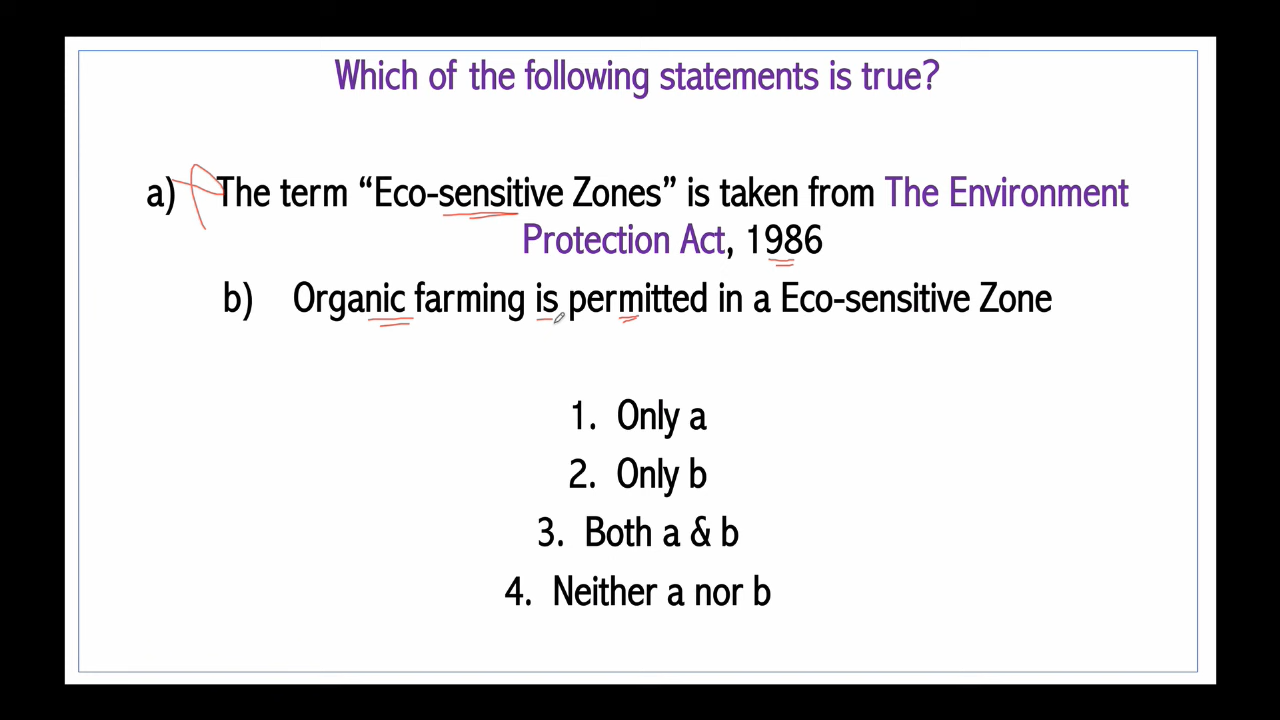 Which of the following statements is true?
a) The term “Eco-sensitive Zones” is taken from The Environment
Protection Act, 1986
b) Organic farming is permitted in a Eco-sensitive Zone
1. Only a
2. Only b
3. Both a & b
4. Neither a nor b